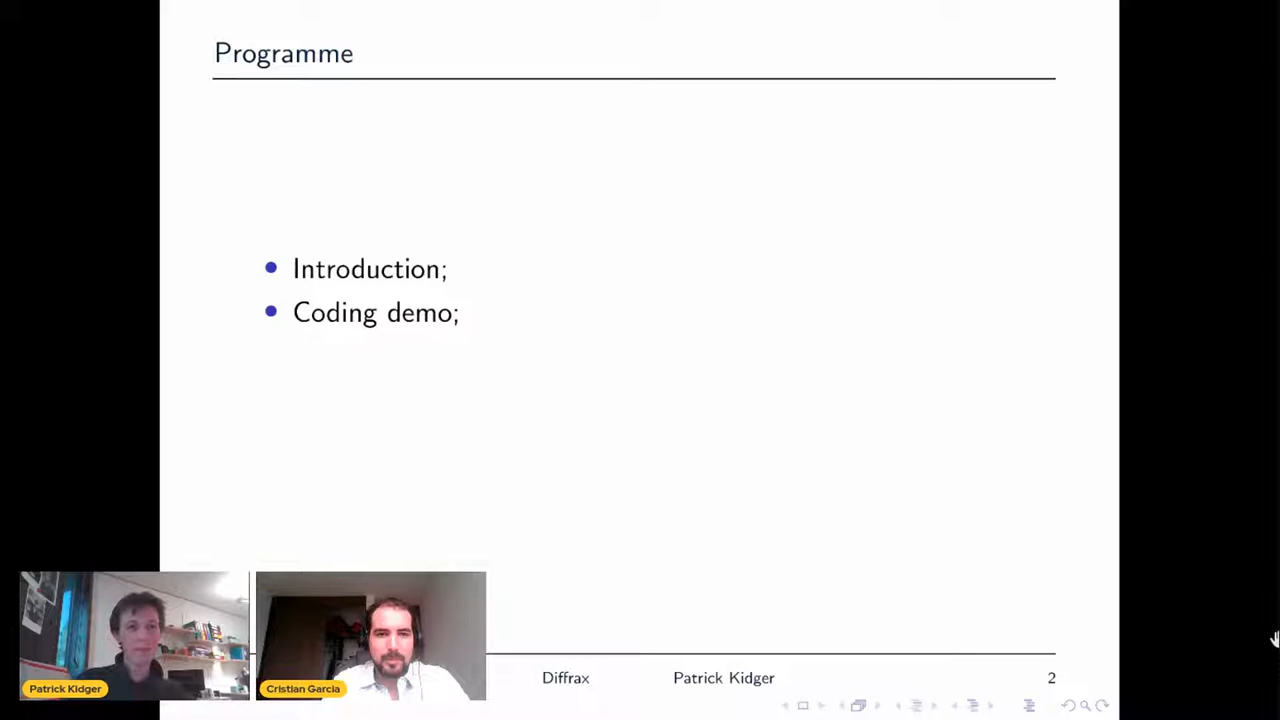 Programme
Introduction;
Coding demo;
Patrick Kidger
Cristian Garcia
Diffrax Patrick Kidger 2